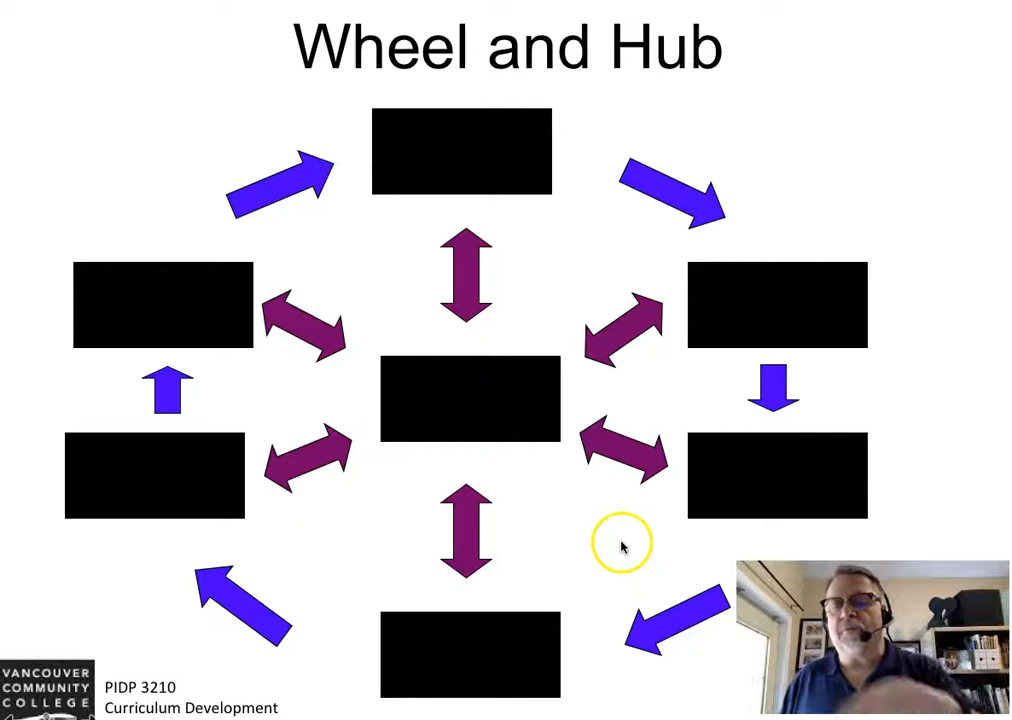 Wheel and Hub
VANCOUVER
COMMUNITY
COLLEGE
PIDP 3210
Curriculum Development